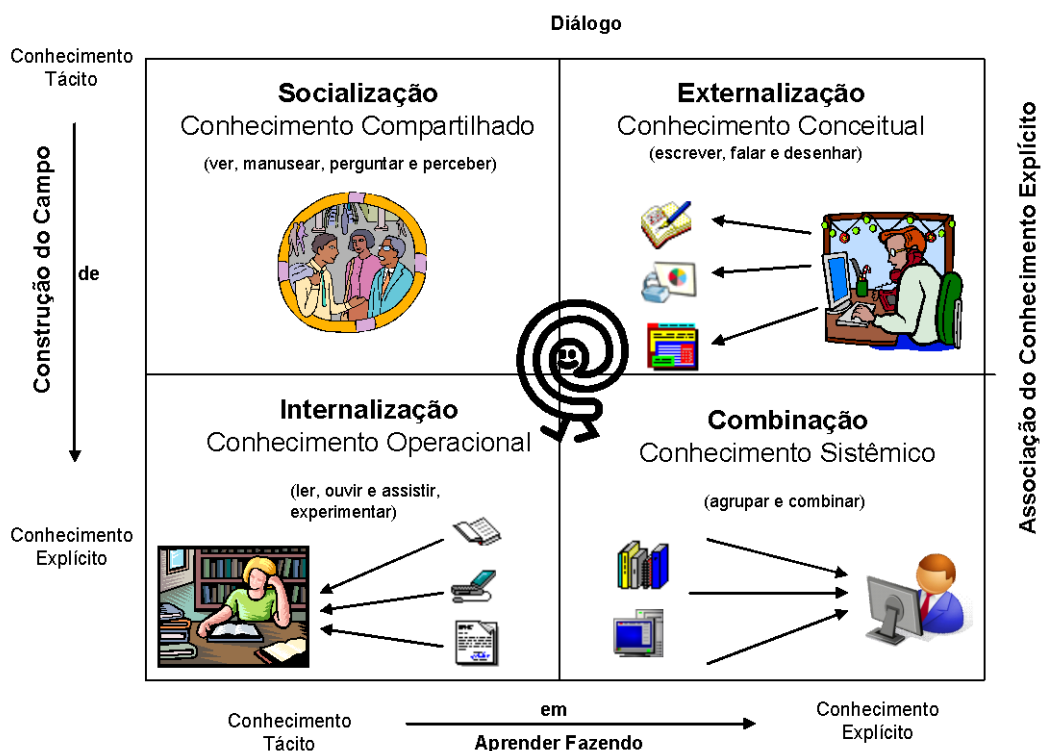 Diálogo
Conhecimento
Tácito
Construção do Campo
de
Conhecimento
Explícito
Socialização
Conhecimento Compartilhado
(ver, manusear, perguntar e perceber)
Externalização
Conhecimento Conceitual
(escrever, falar e desenhar)
Internalização
Conhecimento Operacional
(ler, ouvir e assistir,
experimentar)
Combinação
Conhecimento Sistêmico
(agrupar e combinar)
Associação do Conhecimento Explícito
Conhecimento
Tácito
em
Aprender Fazendo
Conhecimento
Explícito